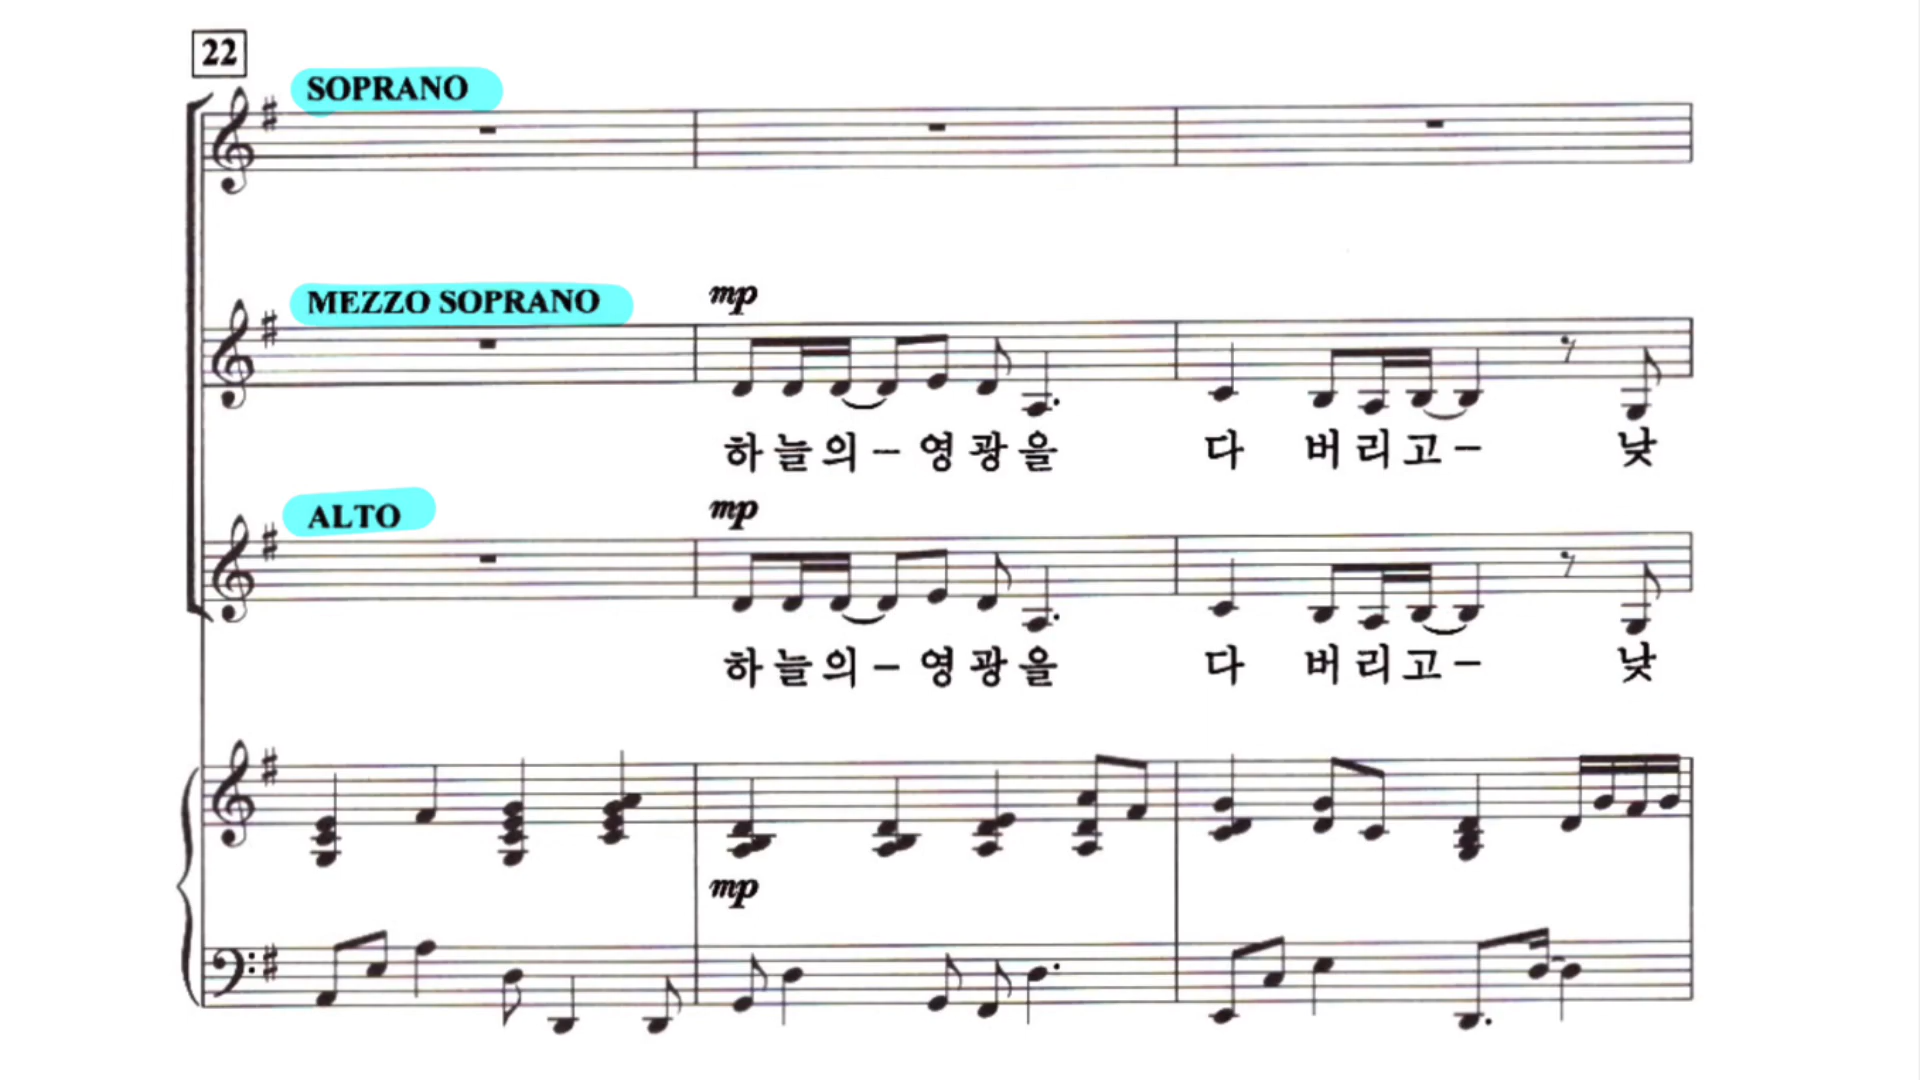 22
SOPRANO
MEZZO SOPRANO
mp
하늘의–영광을 다 버리고– 낮
ALTO
mp
하늘의–영광을 다 버리고– 낮
mp